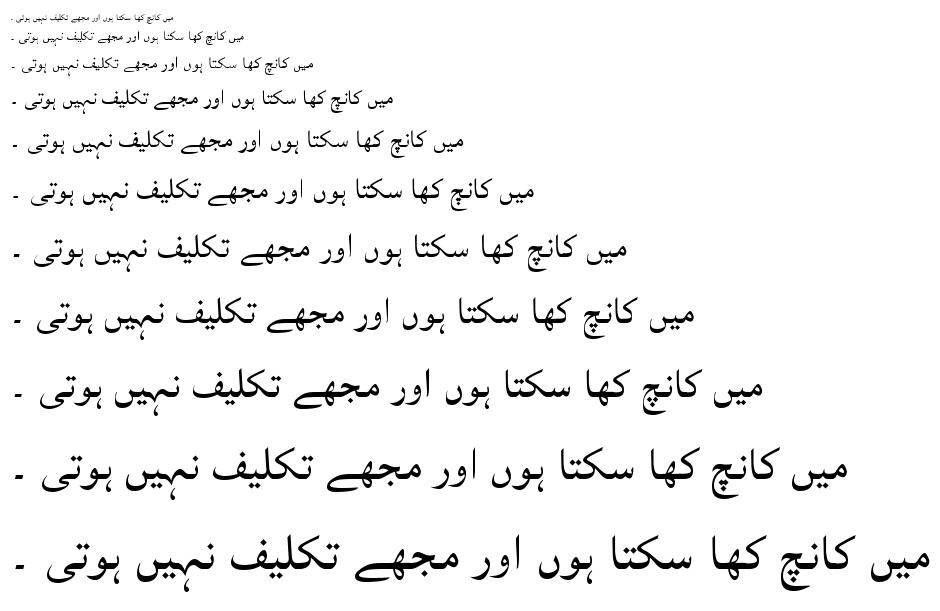 میں کانچ کھا سکتا ہوں اور مجھے تکلیف نہیں ہوتی ۔
میں کانچ کھا سکتا ہوں اور مجھے تکلیف نہیں ہوتی ۔
میں کانچ کھا سکتا ہوں اور مجھے تکلیف نہیں ہوتی ۔
میں کانچ کھا سکتا ہوں اور مجھے تکلیف نہیں ہوتی ۔
میں کانچ کھا سکتا ہوں اور مجھے تکلیف نہیں ہوتی ۔
میں کانچ کھا سکتا ہوں اور مجھے تکلیف نہیں ہوتی ۔
میں کانچ کھا سکتا ہوں اور مجھے تکلیف نہیں ہوتی ۔
میں کانچ کھا سکتا ہوں اور مجھے تکلیف نہیں ہوتی ۔
میں کانچ کھا سکتا ہوں اور مجھے تکلیف نہیں ہوتی ۔
میں کانچ کھا سکتا ہوں اور مجھے تکلیف نہیں ہوتی ۔
میں کانچ کھا سکتا ہوں اور مجھے تکلیف نہیں ہوتی ۔